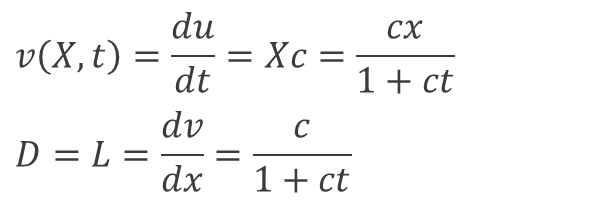 v(X, t) = du/dt = Xc = cx/(1 + ct)
D = L = dv/dx = c/(1 + ct)